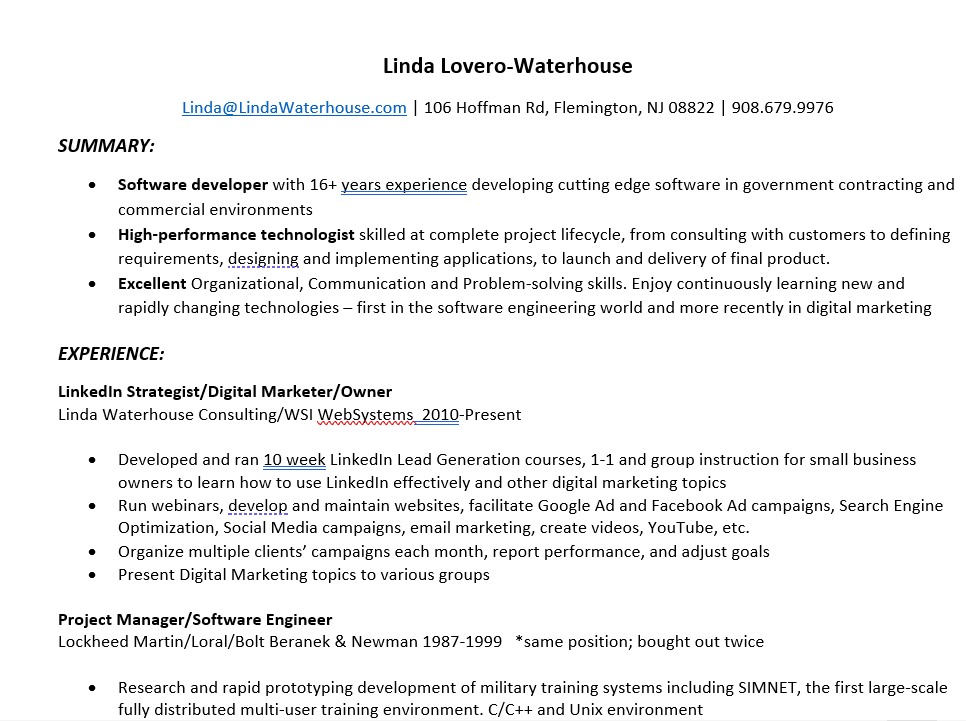 Linda Lovero-Waterhouse
Linda@LindaWaterhouse.com | 106 Hoffman Rd, Flemington, NJ 08822 | 908.679.9976
SUMMARY:
• Software developer with 16+ years experience developing cutting edge software in government contracting and
commercial environments
• High-performance technologist skilled at complete project lifecycle, from consulting with customers to defining
requirements, designing and implementing applications, to launch and delivery of final product.
• Excellent Organizational, Communication and Problem-solving skills. Enjoy continuously learning new and
rapidly changing technologies – first in the software engineering world and more recently in digital marketing
EXPERIENCE:
LinkedIn Strategist/Digital Marketer/Owner
Linda Waterhouse Consulting/WSI WebSystems 2010-Present
• Developed and ran 10 week LinkedIn Lead Generation courses, 1-1 and group instruction for small business
owners to learn how to use LinkedIn effectively and other digital marketing topics
• Run webinars, develop and maintain websites, facilitate Google Ad and Facebook Ad campaigns, Search Engine
Optimization, Social Media campaigns, email marketing, create videos, YouTube, etc.
• Organize multiple clients’ campaigns each month, report performance, and adjust goals
• Present Digital Marketing topics to various groups
Project Manager/Software Engineer
Lockheed Martin/Loral/Bolt Beranek & Newman 1987-1999 *same position; bought out twice
• Research and rapid prototyping development of military training systems including SIMNET, the first large-scale
fully distributed multi-user training environment. C/C++ and Unix environment